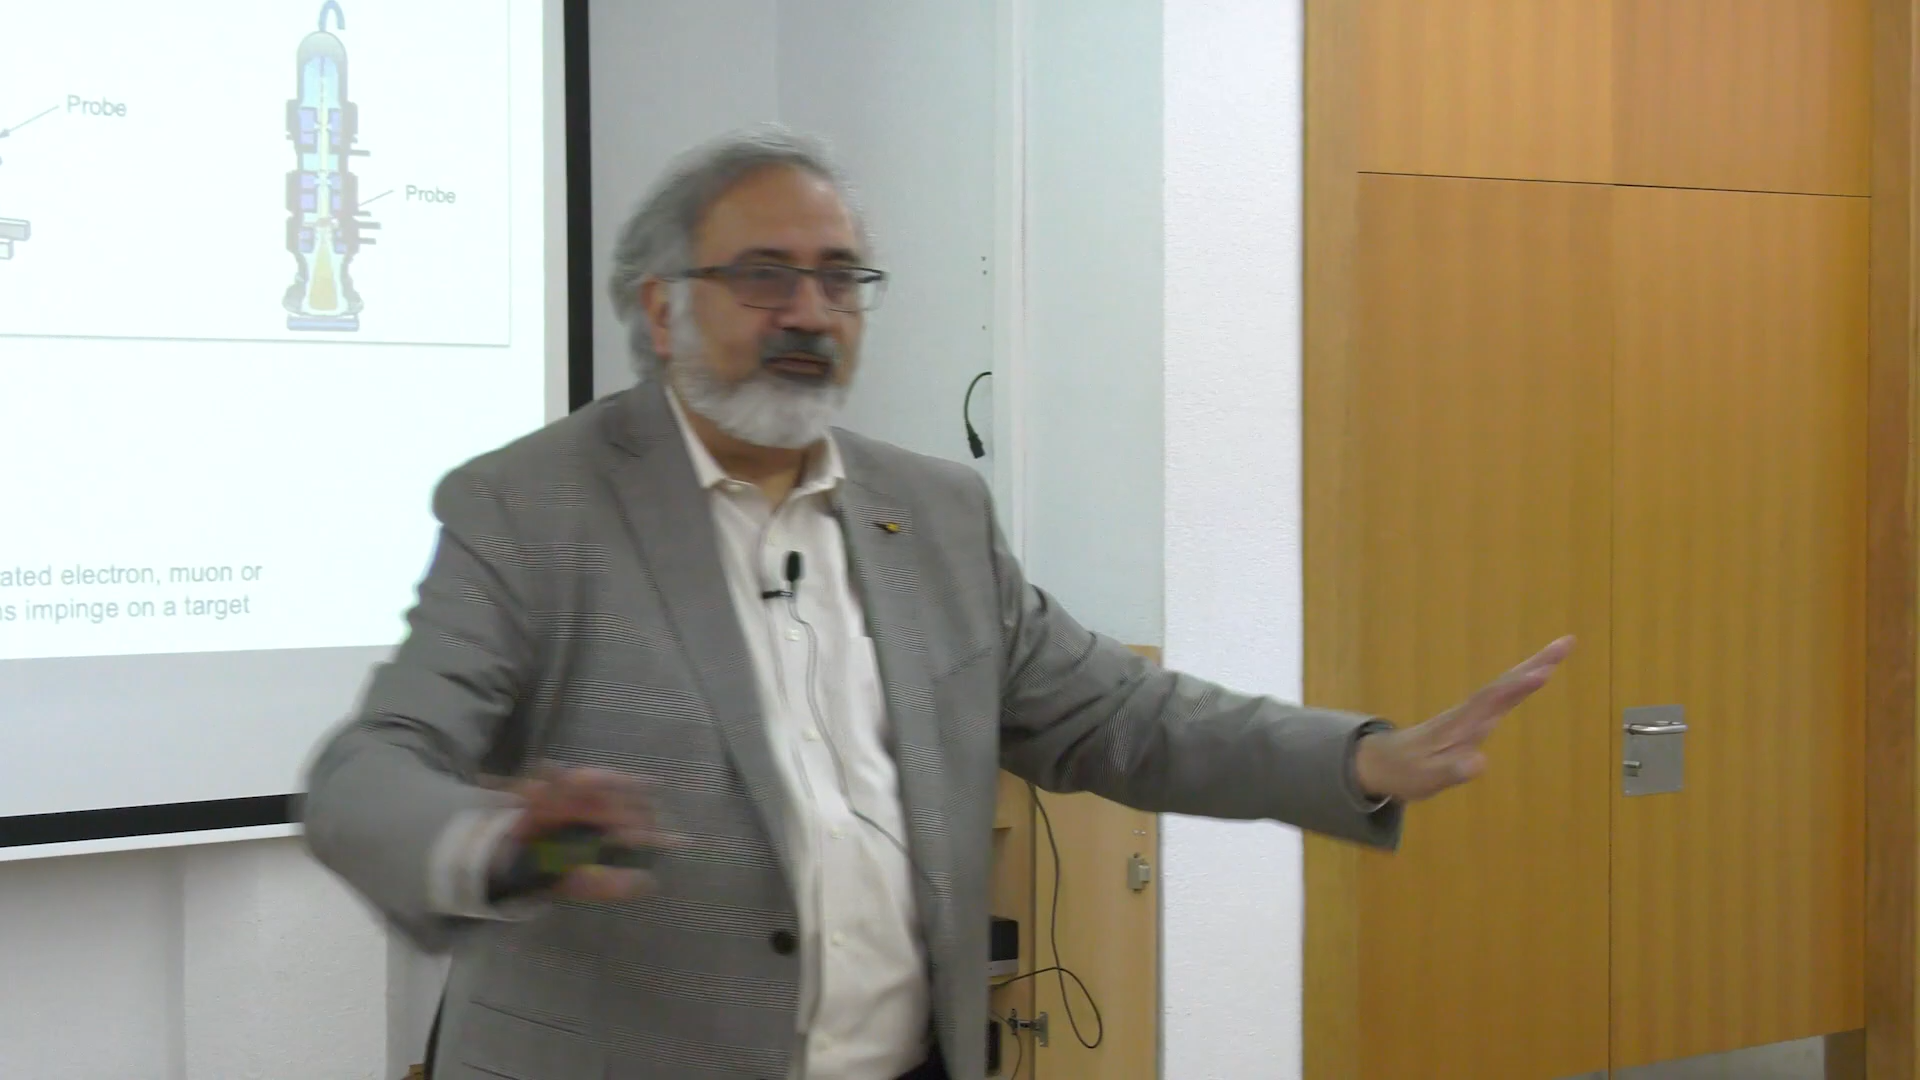 Probe
Probe
ated electron, muon or
s impinge on a target